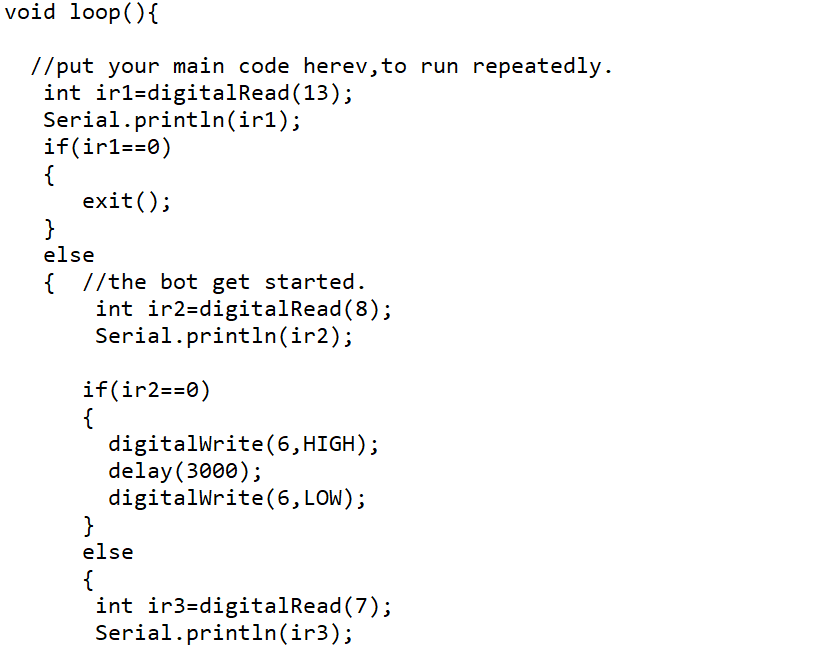 void loop(){
//put your main code herev,to run repeatedly.
int ir1=digitalRead(13);
Serial.println(ir1);
if(ir1==0)
{
exit();
}
else
{ //the bot get started.
int ir2=digitalRead(8);
Serial.println(ir2);
if(ir2==0)
{
digitalWrite(6,HIGH);
delay(3000);
digitalWrite(6,LOW);
}
else
{
int ir3=digitalRead(7);
Serial.println(ir3);